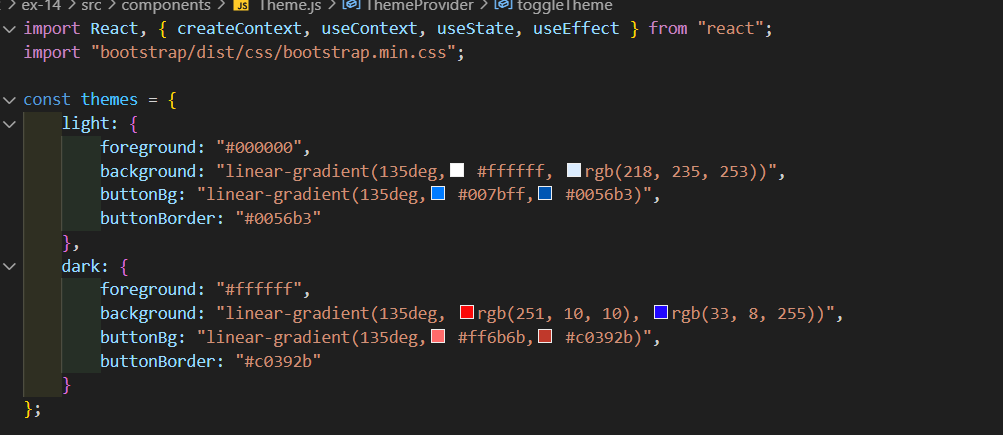 ex-14 > src > components > JS Theme.js > ThemeProvider > toggleTheme
import React, { createContext, useContext, useState, useEffect } from "react";
import "bootstrap/dist/css/bootstrap.min.css";
const themes = {
light: {
foreground: "#000000",
background: "linear-gradient(135deg, #ffffff, rgb(218, 235, 253))",
buttonBg: "linear-gradient(135deg, #007bff, #0056b3)",
buttonBorder: "#0056b3"
},
dark: {
foreground: "#ffffff",
background: "linear-gradient(135deg, rgb(251, 10, 10), rgb(33, 8, 255))",
buttonBg: "linear-gradient(135deg, #ff6b6b, #c0392b)",
buttonBorder: "#c0392b"
}
};